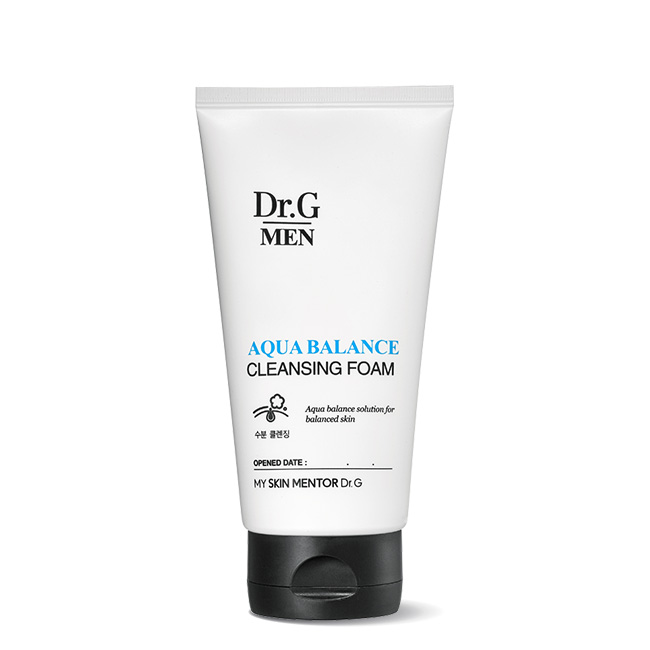 Dr.G
MEN
AQUA BALANCE
CLEANSING FOAM
Aqua balance solution for
balanced skin
수분 클렌징
OPENED DATE : . .
MY SKIN MENTOR Dr.G